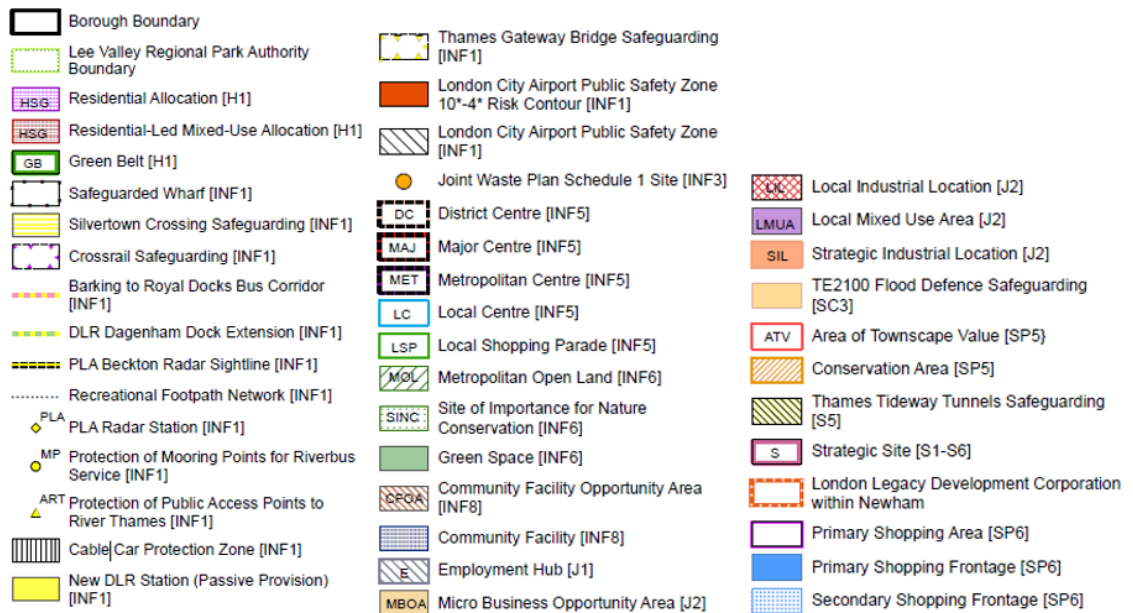 Borough Boundary
Lee Valley Regional Park Authority
Boundary
HSG Residential Allocation [H1]
HSG Residential-Led Mixed-Use Allocation [H1]
GB Green Belt [H1]
Safeguarded Wharf [INF1]
Silvertown Crossing Safeguarding [INF1]
Crossrail Safeguarding [INF1]
Barking to Royal Docks Bus Corridor
[INF1]
DLR Dagenham Dock Extension [INF1]
PLA Beckton Radar Sightline [INF1]
Recreational Footpath Network [INF1]
PLA PLA Radar Station [INF1]
MP Protection of Mooring Points for Riverbus
Service [INF1]
ART Protection of Public Access Points to
River Thames [INF1]
Cable Car Protection Zone [INF1]
New DLR Station (Passive Provision)
[INF1]
Thames Gateway Bridge Safeguarding
[INF1]
London City Airport Public Safety Zone
10*-4* Risk Contour [INF1]
London City Airport Public Safety Zone
[INF1]
Joint Waste Plan Schedule 1 Site [INF3]
DC District Centre [INF5]
MAJ Major Centre [INF5]
MET Metropolitan Centre [INF5]
LC Local Centre [INF5]
LSP Local Shopping Parade [INF5]
MOL Metropolitan Open Land [INF6]
SINC Site of Importance for Nature
Conservation [INF6]
Green Space [INF6]
CFOA Community Facility Opportunity Area
[INF8]
Community Facility [INF8]
E Employment Hub [J1]
MBOA Micro Business Opportunity Area [J2]
LIL Local Industrial Location [J2]
LMUA Local Mixed Use Area [J2]
SIL Strategic Industrial Location [J2]
TE2100 Flood Defence Safeguarding
[SC3]
ATV Area of Townscape Value [SP5}
Conservation Area [SP5]
Thames Tideway Tunnels Safeguarding
[S5]
S Strategic Site [S1-S6]
London Legacy Development Corporation
within Newham
Primary Shopping Area [SP6]
Primary Shopping Frontage [SP6]
Secondary Shopping Frontage [SP6]